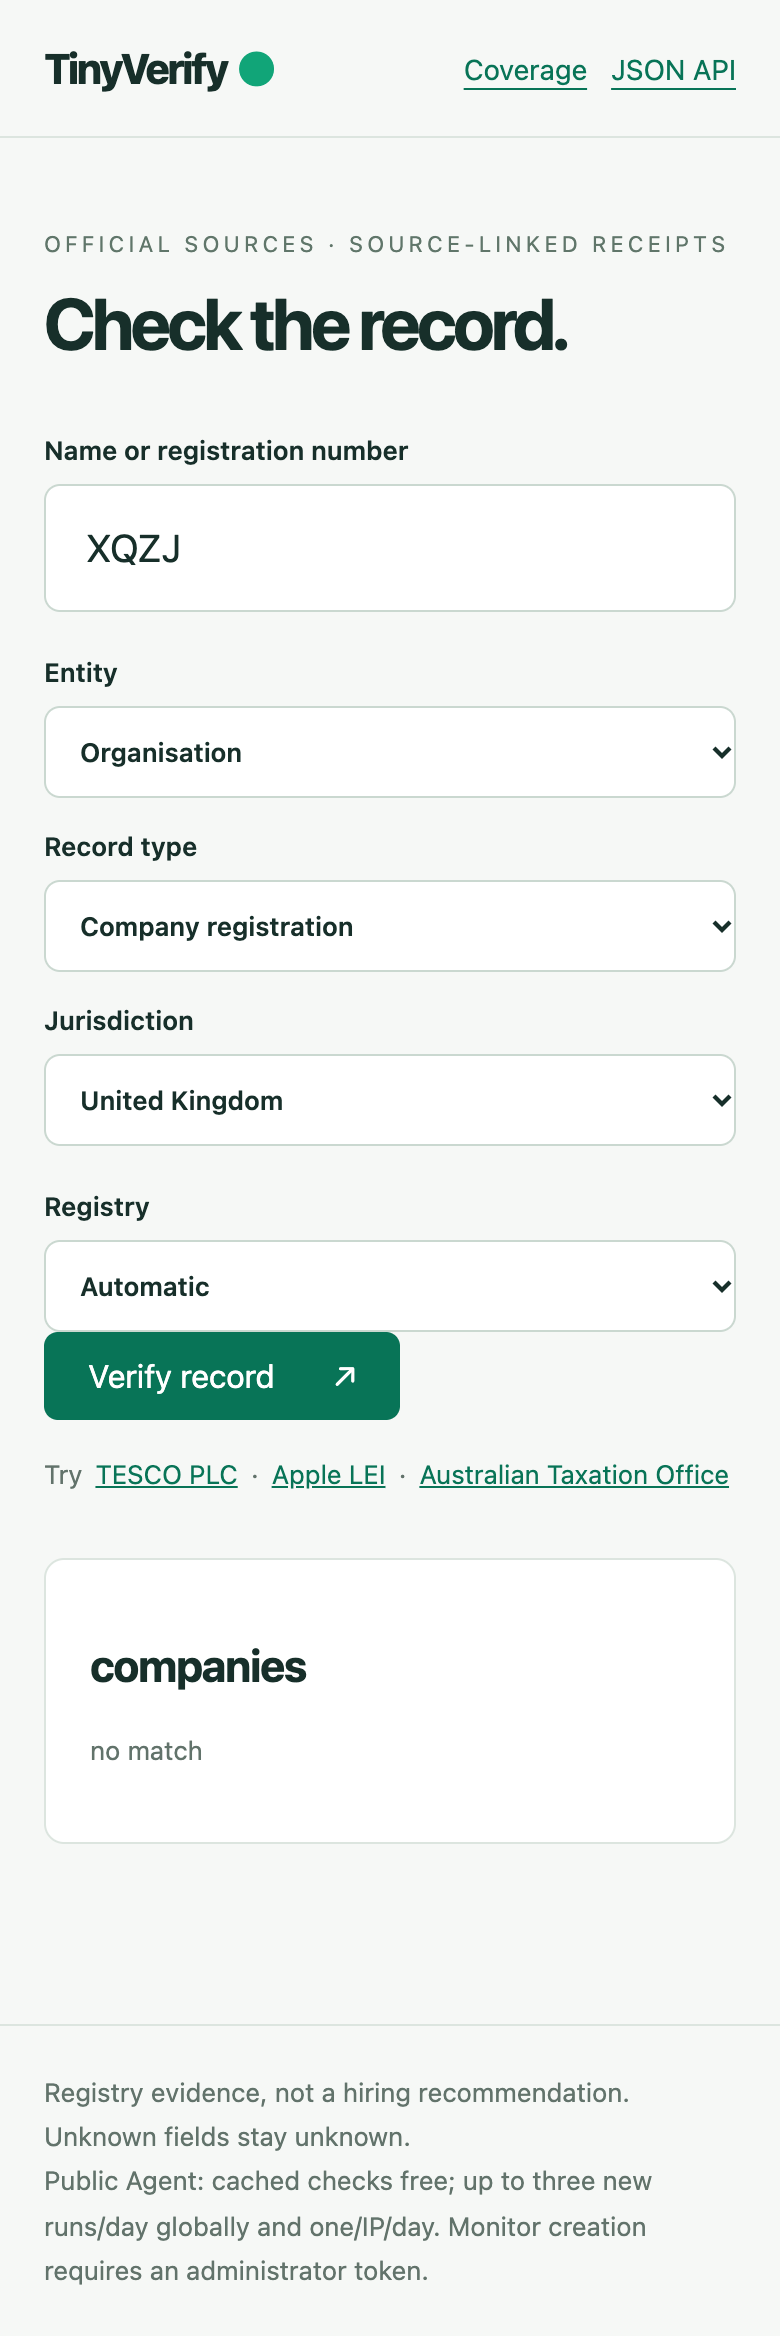 TinyVerify
Coverage JSON API
OFFICIAL SOURCES · SOURCE-LINKED RECEIPTS
Check the record.
Name or registration number
XQZJ
Entity
Organisation
Record type
Company registration
Jurisdiction
United Kingdom
Registry
Automatic
Verify record ↗
Try TESCO PLC · Apple LEI · Australian Taxation Office
companies
no match
Registry evidence, not a hiring recommendation.
Unknown fields stay unknown.
Public Agent: cached checks free; up to three new
runs/day globally and one/IP/day. Monitor creation
requires an administrator token.